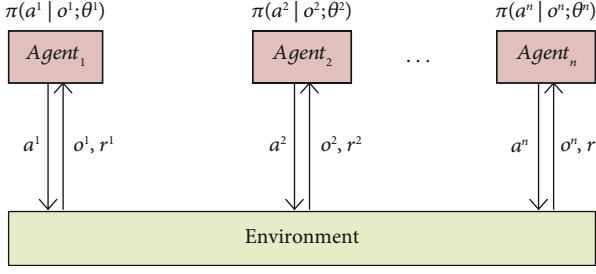 π(a¹ | o¹;θ¹) π(a² | o²;θ²) π(aⁿ | oⁿ;θⁿ)
Agent₁ Agent₂ ... Agentₙ
a¹ o¹, r¹ a² o², r² aⁿ oⁿ, r
Environment